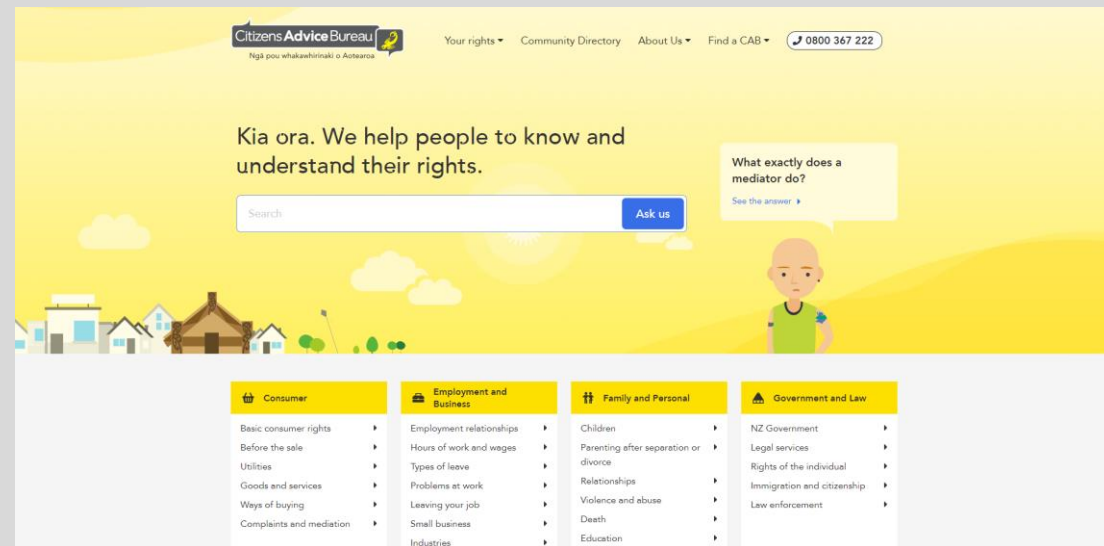 Citizens Advice Bureau
Ngā pou whakawhirinaki o Aotearoa
Your rights
Community Directory
About Us
Find a CAB
0800 367 222
Kia ora. We help people to know and
understand their rights.
Search
Ask us
What exactly does a
mediator do?
See the answer
Consumer
Basic consumer rights
Before the sale
Utilities
Goods and services
Ways of buying
Complaints and mediation
Employment and
Business
Employment relationships
Hours of work and wages
Types of leave
Problems at work
Leaving your job
Small business
Industries
Family and Personal
Children
Parenting after separation or
divorce
Relationships
Violence and abuse
Death
Education
Government and Law
NZ Government
Legal services
Rights of the individual
Immigration and citizenship
Law enforcement